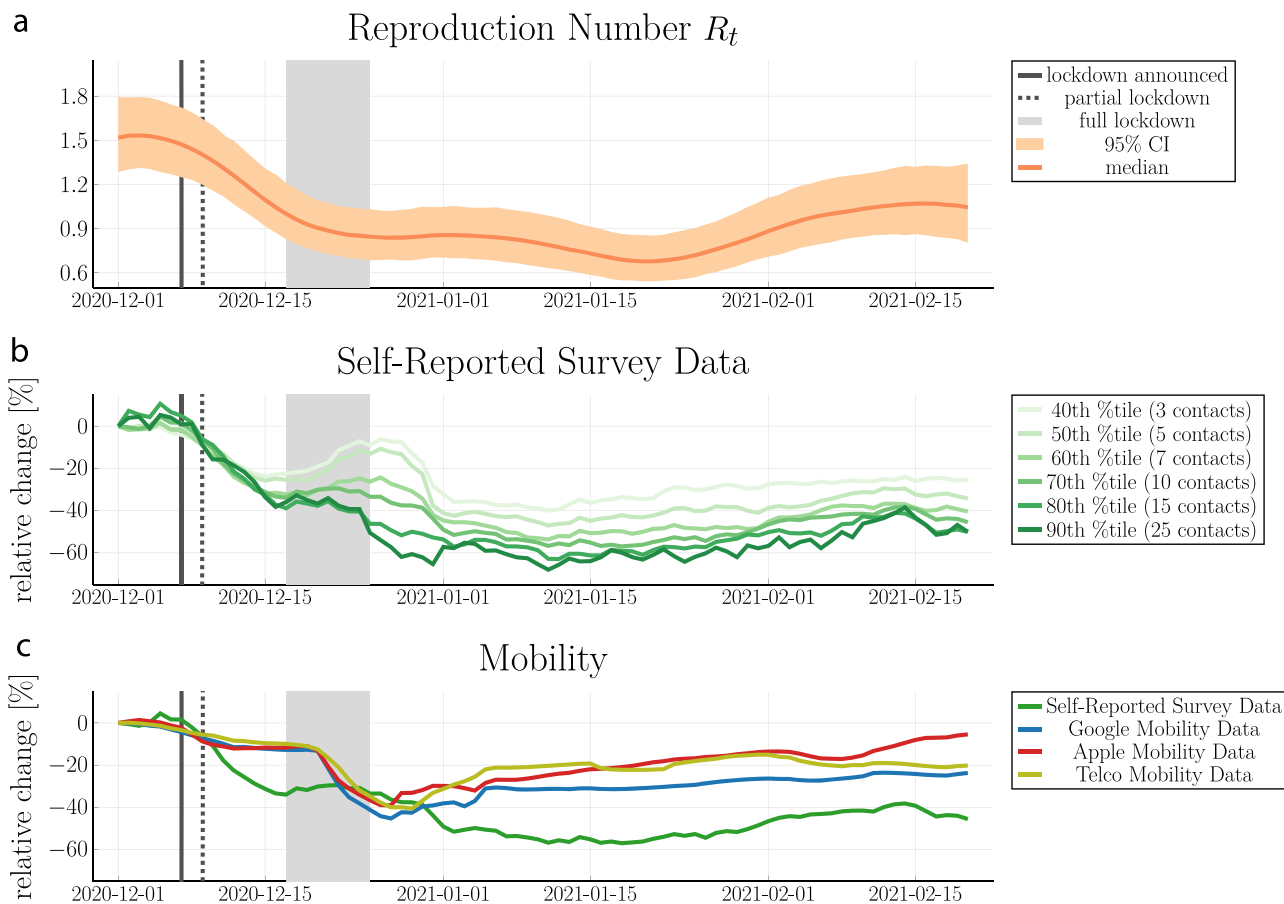 a
Reproduction Number Rt
1.8
1.5
1.2
0.9
0.6
2020-12-01 2020-12-15 2021-01-01 2021-01-15 2021-02-01 2021-02-15
lockdown announced
partial lockdown
full lockdown
95% CI
median
b
Self-Reported Survey Data
relative change [%]
0
−20
−40
−60
2020-12-01 2020-12-15 2021-01-01 2021-01-15 2021-02-01 2021-02-15
40th %tile (3 contacts)
50th %tile (5 contacts)
60th %tile (7 contacts)
70th %tile (10 contacts)
80th %tile (15 contacts)
90th %tile (25 contacts)
c
Mobility
relative change [%]
0
−20
−40
−60
2020-12-01 2020-12-15 2021-01-01 2021-01-15 2021-02-01 2021-02-15
Self-Reported Survey Data
Google Mobility Data
Apple Mobility Data
Telco Mobility Data